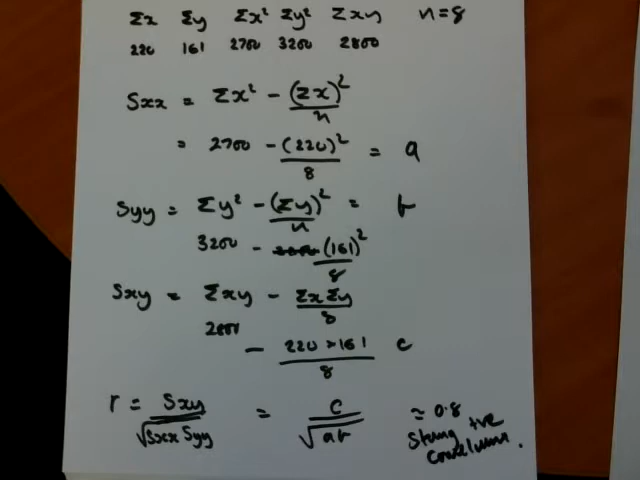 Σx Σy Σx² Σy² Σxy n=8
220 161 2700 3200 2800
Sxx = Σx² - (Σx)²/n
= 2700 - (220)²/8 = a
Syy = Σy² - (Σy)²/n = b
3200 - (161)²/8
Sxy = Σxy - ΣxΣy/8
2800
- 220 × 161/8 c
r = Sxy/√SxxSyy = c/√ab ≈ 0.8
Strong +ve
correlation.